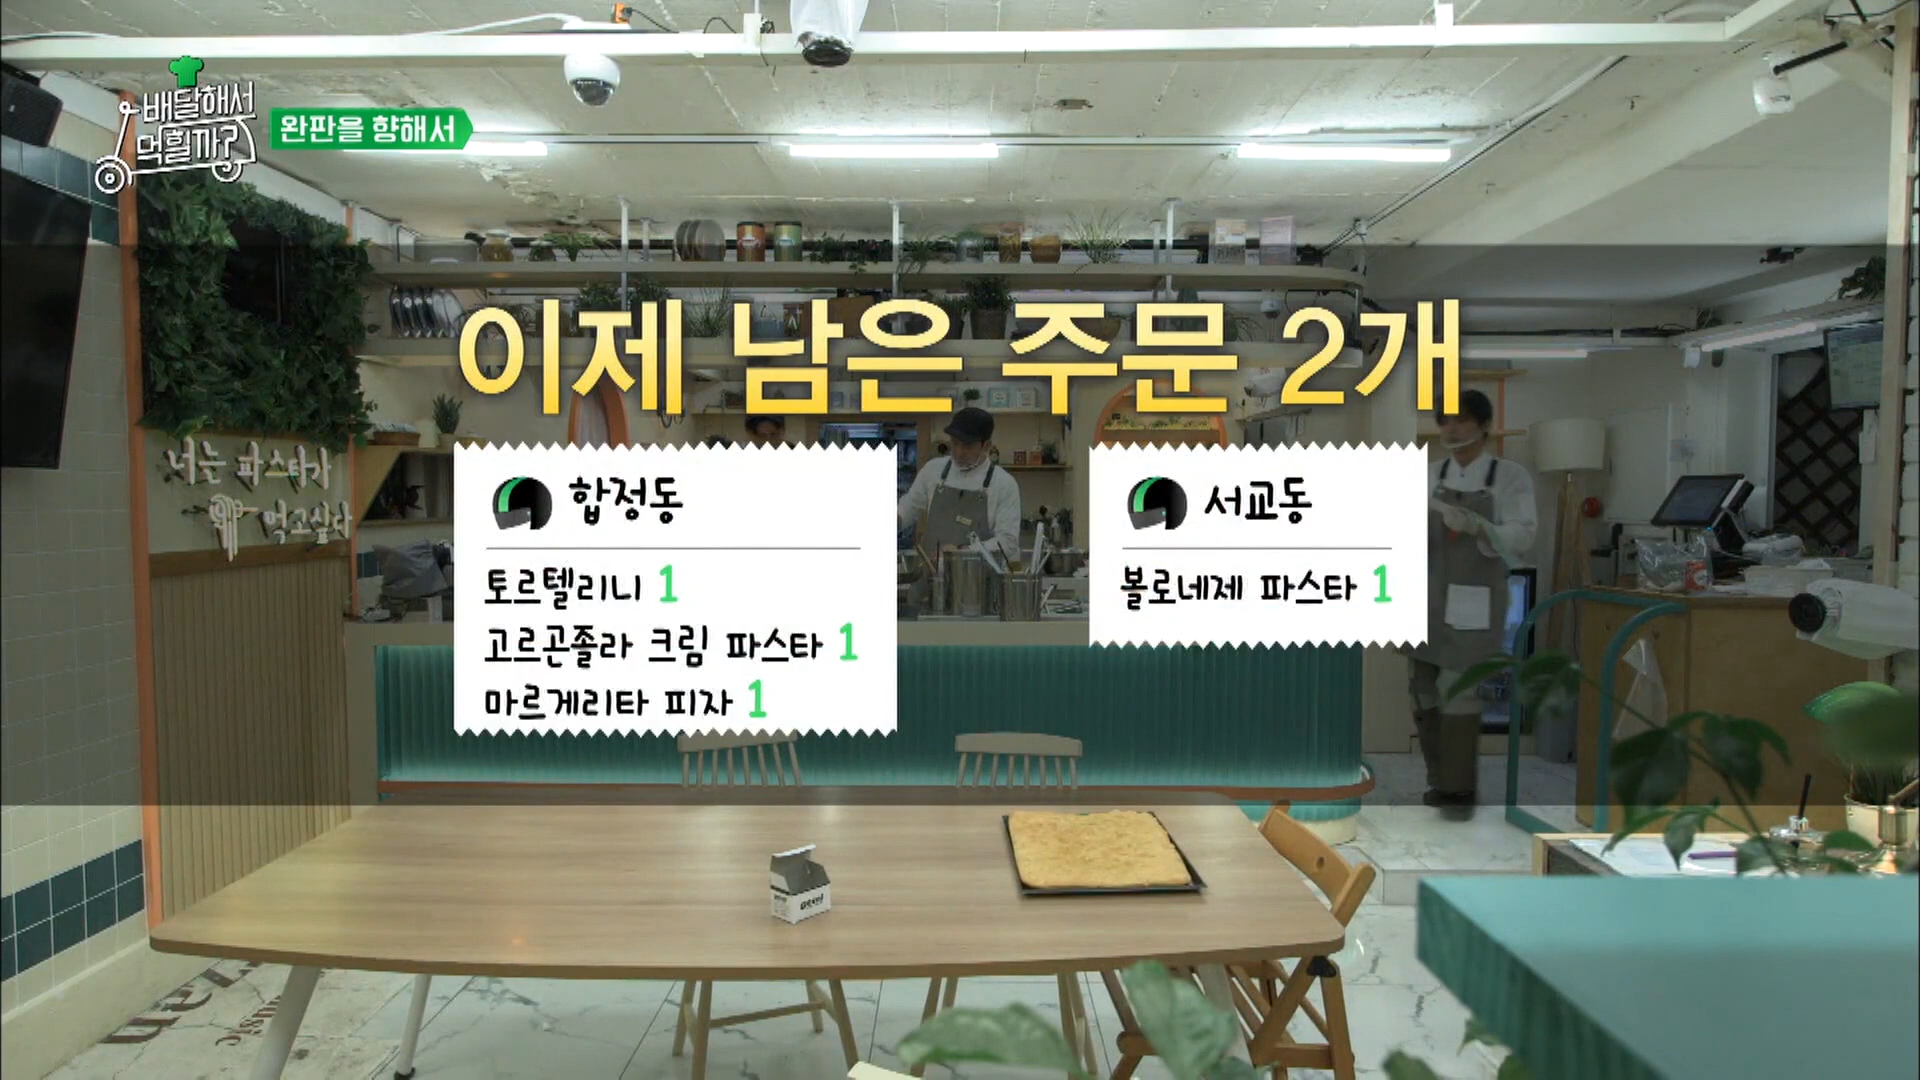 배달해서
먹힐까?
완판을 향해서
이제 남은 주문 2개
너는 파스타가
먹고싶다
합정동
토르텔리니 1
고르곤졸라 크림 파스타 1
마르게리타 피자 1
서교동
볼로네제 파스타 1